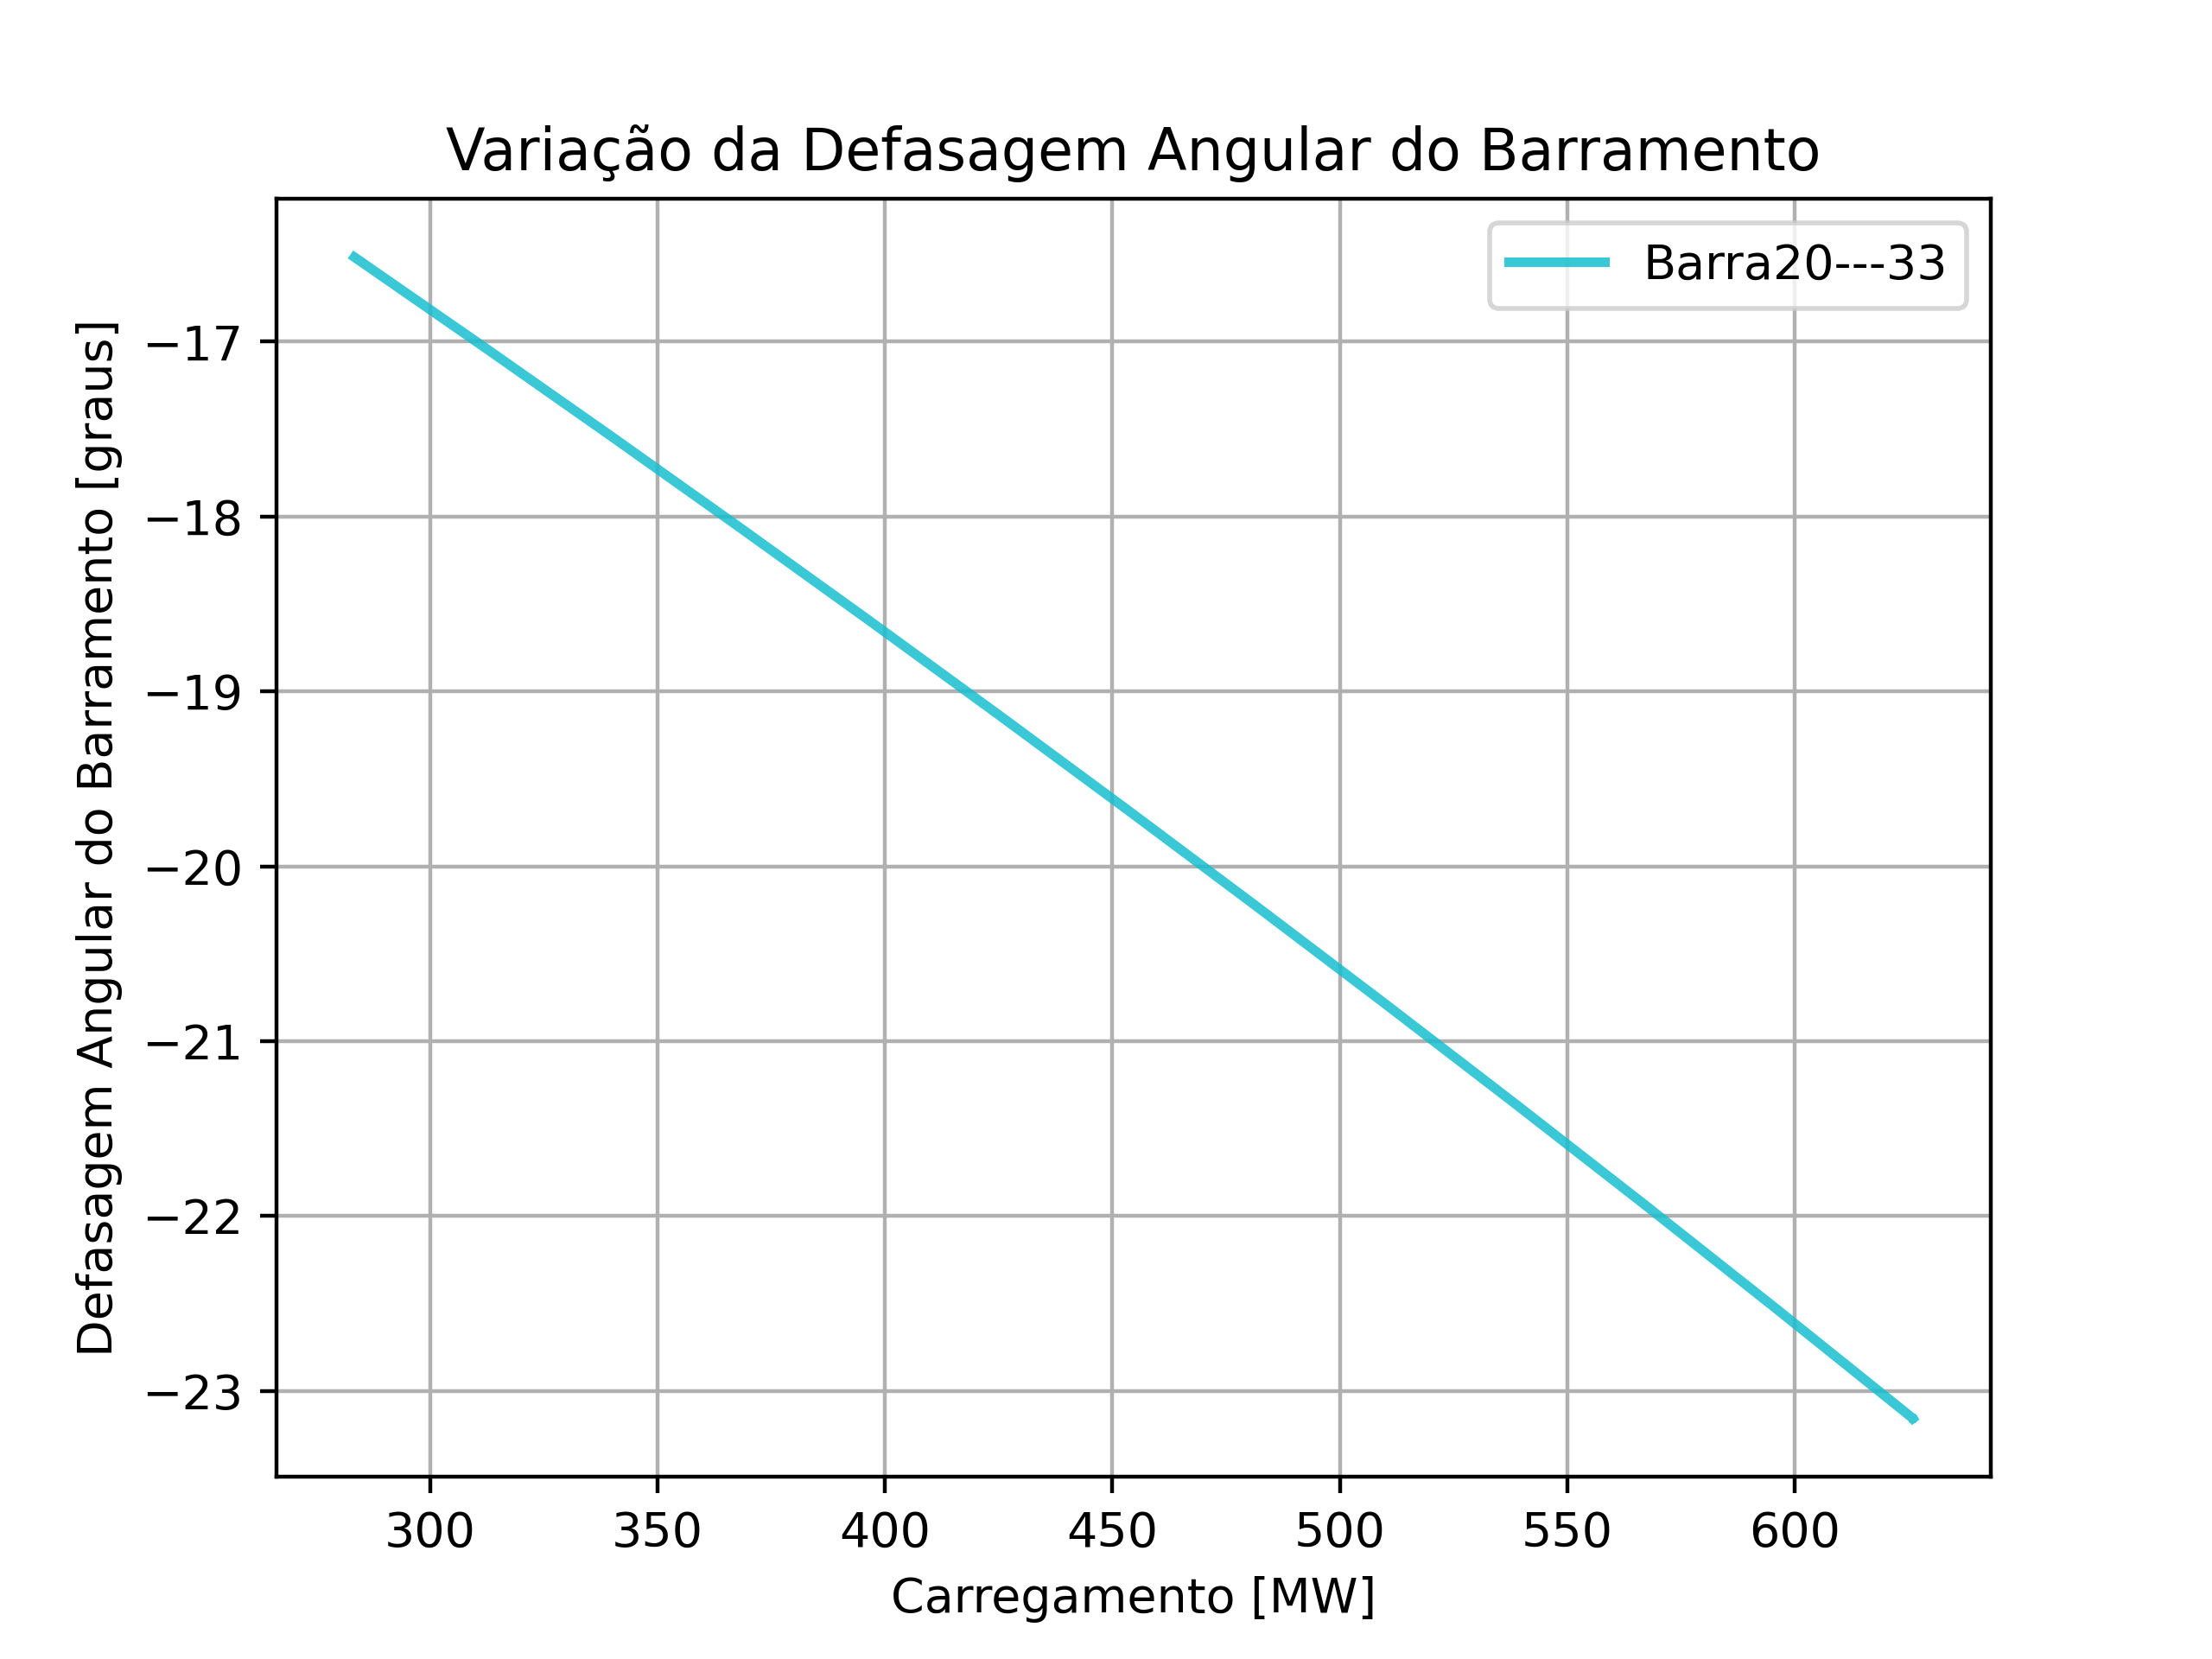 Variação da Defasagem Angular do Barramento
Barra20---33
Defasagem Angular do Barramento [graus]
−17
−18
−19
−20
−21
−22
−23
300 350 400 450 500 550 600
Carregamento [MW]